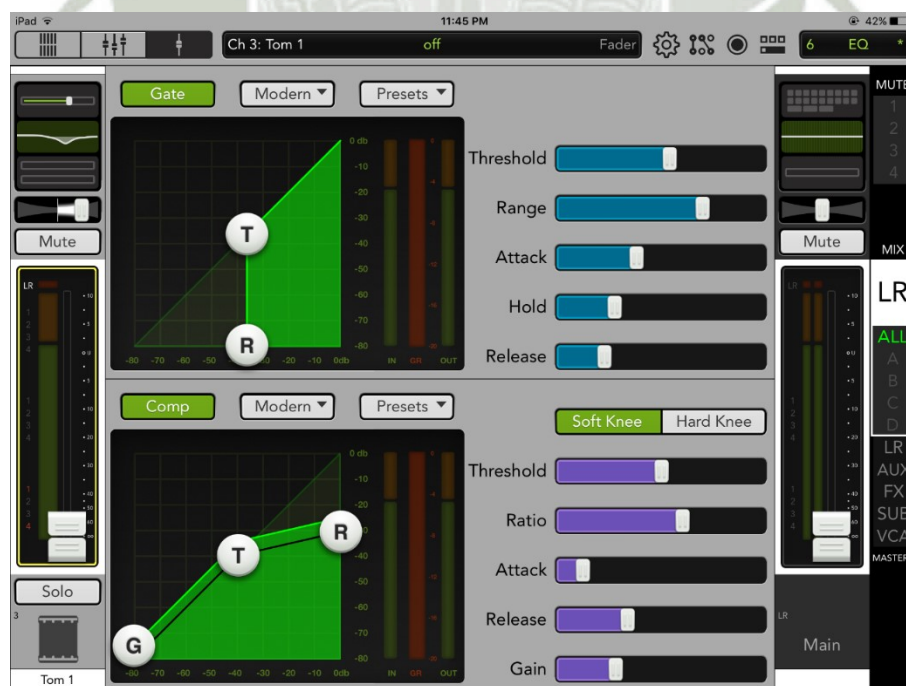 iPad 11:45 PM 42%
Ch 3: Tom 1 off Fader 6 EQ *
MUTE
1
2
3
4
Gate Modern Presets
0 db
-10
-20
-30
-40
-50
-60
-70
-80
-80 -70 -60 -50 -20 -10 0db IN GR OUT
T
R
Threshold
Range
Attack
Hold
Release
Mute
Mute
MIX
LR
LR
ALL
A
B
C
D
LR
AUX
FX
SUB
VCA
MASTER
Comp Modern Presets
Soft Knee Hard Knee
0 db
-10
-20
-30
-40
-50
-60
-70
-80
-80 -70 -60 -50 -40 -30 -20 -10 0db IN GR OUT
R
T
G
Threshold
Ratio
Attack
Release
Gain
Solo
3
Tom 1
LR
Main